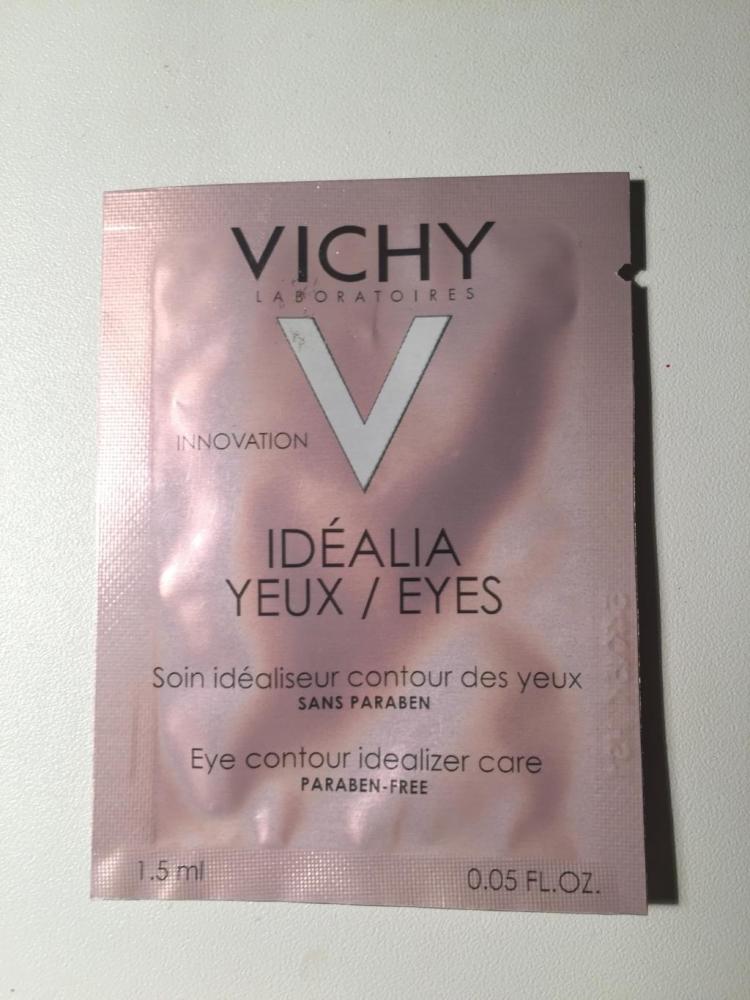 VICHY
LABORATOIRES
V
INNOVATION
IDÉALIA
YEUX / EYES
Soin idéaliseur contour des yeux
SANS PARABEN
Eye contour idealizer care
PARABEN-FREE
1.5 ml 0.05 FL.OZ.